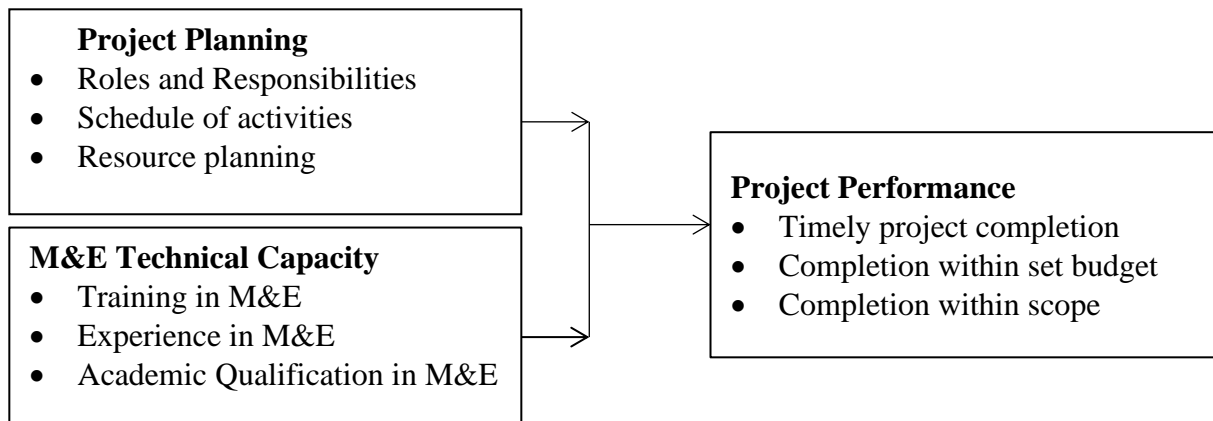 Project Planning
• Roles and Responsibilities
• Schedule of activities
• Resource planning
M&E Technical Capacity
• Training in M&E
• Experience in M&E
• Academic Qualification in M&E
Project Performance
• Timely project completion
• Completion within set budget
• Completion within scope